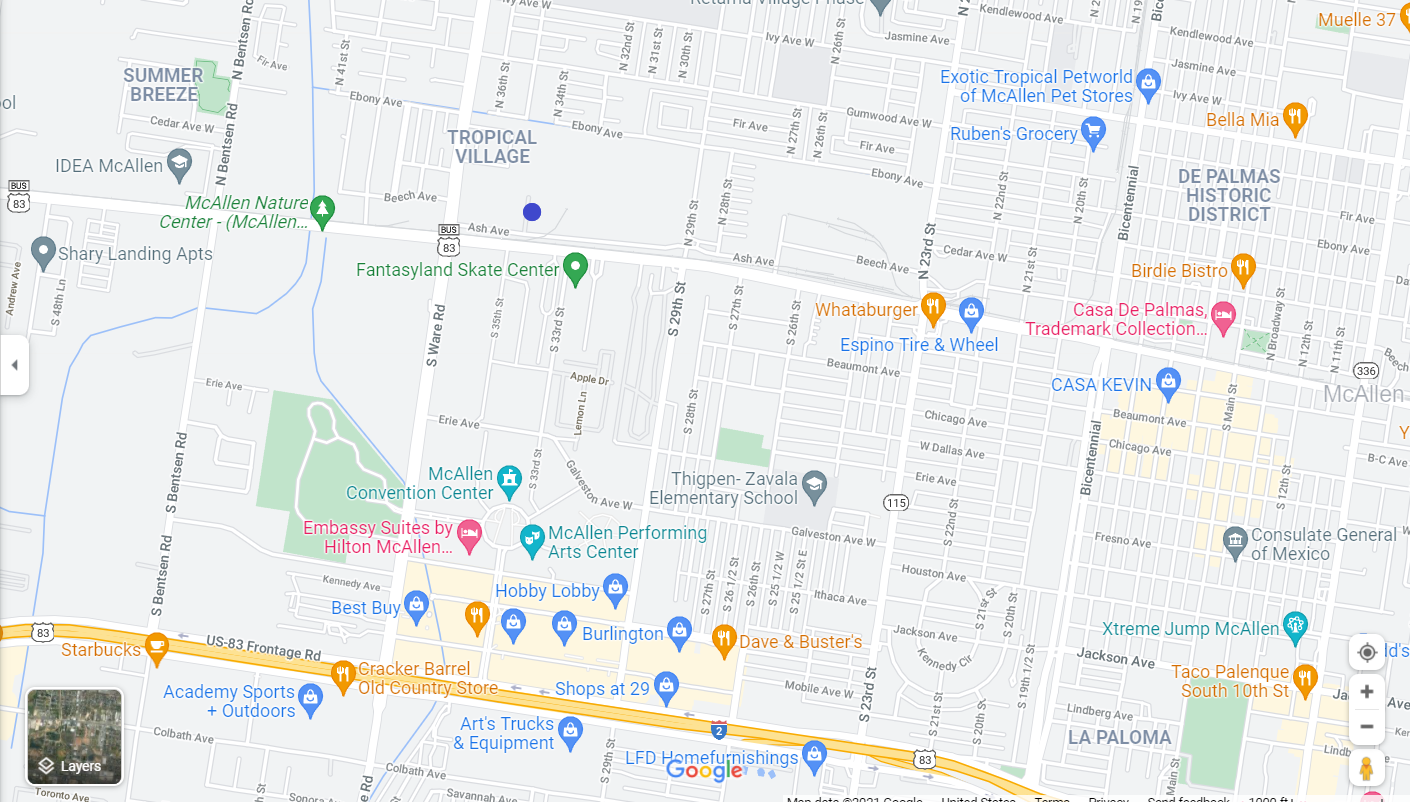 Retama Village Phase
Kendlewood Ave
Muelle 37
Kendlewood Ave
N Bentsen Rd
Fir Ave
N 41st St
N 36th St
N 34th St
N 32nd St
N 31st St
N 30th St
Ivy Ave W
Jasmine Ave
Jasmine Ave
SUMMER
BREEZE
Ebony Ave
Exotic Tropical Petworld
of McAllen Pet Stores
Ivy Ave W
Cedar Ave W
Ebony Ave
Fir Ave
N 27th St
N 26th St
Gumwood Ave W
Gumwood Ave
Bella Mia
TROPICAL
VILLAGE
Ruben's Grocery
Fir Ave
IDEA McAllen
N Bentsen Rd
Ebony Ave
N 22nd St
N 20th St
Bicentennial
DE PALMAS
HISTORIC
DISTRICT
BUS
83
McAllen Nature
Center - (McAllen...
Beech Ave
N 28th St
N 29th St
Fir Ave
BUS
83
Ash Ave
N 23rd St
Cedar Ave W
Ebony Ave
Shary Landing Apts
Fantasyland Skate Center
Ash Ave
Beech Ave
Birdie Bistro
Andrew Ave
S 48th Ln
S Ware Rd
S 35th St
S 33rd St
S 29th St
S 27th St
S 26th St
Whataburger
Casa De Palmas,
Trademark Collection...
Espino Tire & Wheel
N Broadway St
N 12th St
N 11th St
Beaumont Ave
336
Beech
Erie Ave
Apple Dr
Lemon Ln
CASA KEVIN
McAllen
S Main St
Erie Ave
S 28th St
Chicago Ave
Beaumont Ave
W Dallas Ave
Chicago Ave
B-C Ave
S Bentsen Rd
S 33rd St
Galveston Ave W
McAllen
Convention Center
Thigpen- Zavala
Elementary School
Erie Ave
Bicentennial
S 12th St
115
S 22nd St
Embassy Suites by
Hilton McAllen...
McAllen Performing
Arts Center
Galveston Ave W
Fresno Ave
Consulate General
of Mexico
S Bentsen Rd
Kennedy Ave
Hobby Lobby
S 27th St
S 26 1/2 St
S 26th St
S 25 1/2 W
S 25 1/2 St E
Houston Ave
Ithaca Ave
S 21st St
S 20th St
Best Buy
Burlington
Dave & Buster's
Jackson Ave
Xtreme Jump McAllen
83
US-83 Frontage Rd
Starbucks
Kennedy Cir
Jackson Ave
Cracker Barrel
Old Country Store
Shops at 29
Mobile Ave W
Taco Palenque
South 10th St
Academy Sports
+ Outdoors
S 23rd St
S 21st St
S 19th 1/2 St
Lindberg Ave
Art's Trucks
& Equipment
2
LA PALOMA
Colbath Ave
S 29th St
LFD Homefurnishings
83
Layers
Colbath Ave
Google
S Main St
Toronto Ave
Savannah Ave
Map data ©2021 Google
United States
Terms
Privacy
Send feedback
1000 ft